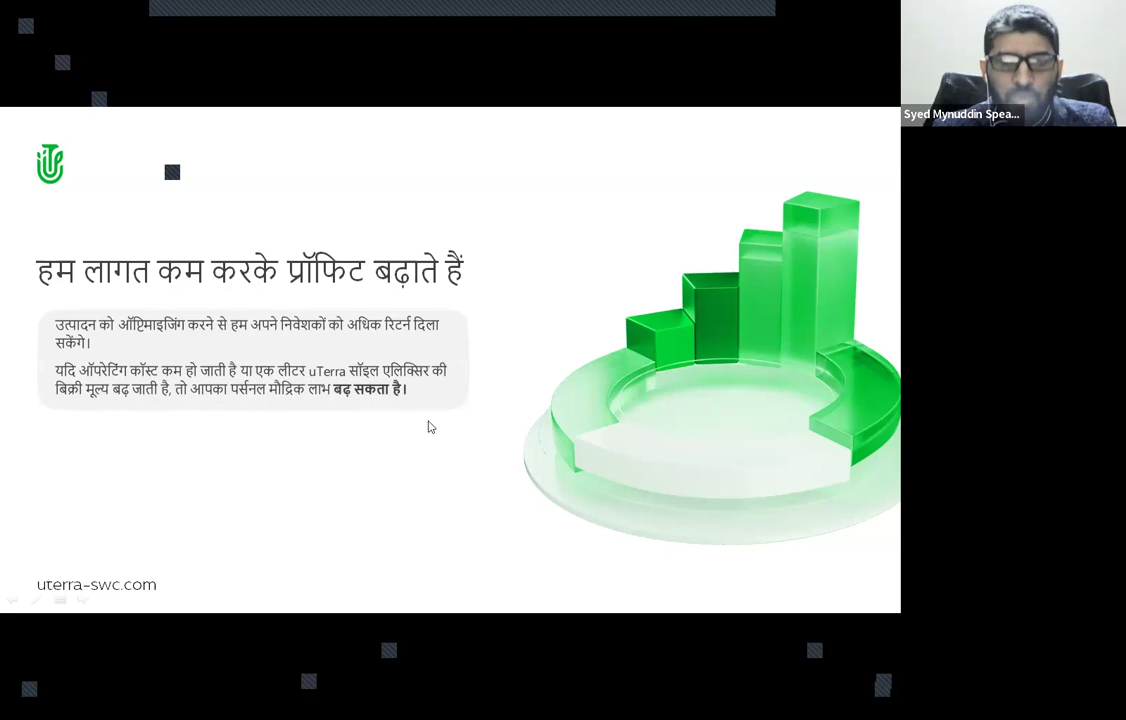 Syed Mynuddin Spea...
हम लागत कम करके प्रॉफिट बढ़ाते हैं
उत्पादन को ऑप्टिमाइजिंग करने से हम अपने निवेशकों को अधिक रिटर्न दिला
सकेंगे।
यदि ऑपरेटिंग कॉस्ट कम हो जाती है या एक लीटर uTerra सॉइल एलिक्सिर की
बिक्री मूल्य बढ़ जाती है, तो आपका पर्सनल मौद्रिक लाभ बढ़ सकता है।
uterra-swc.com